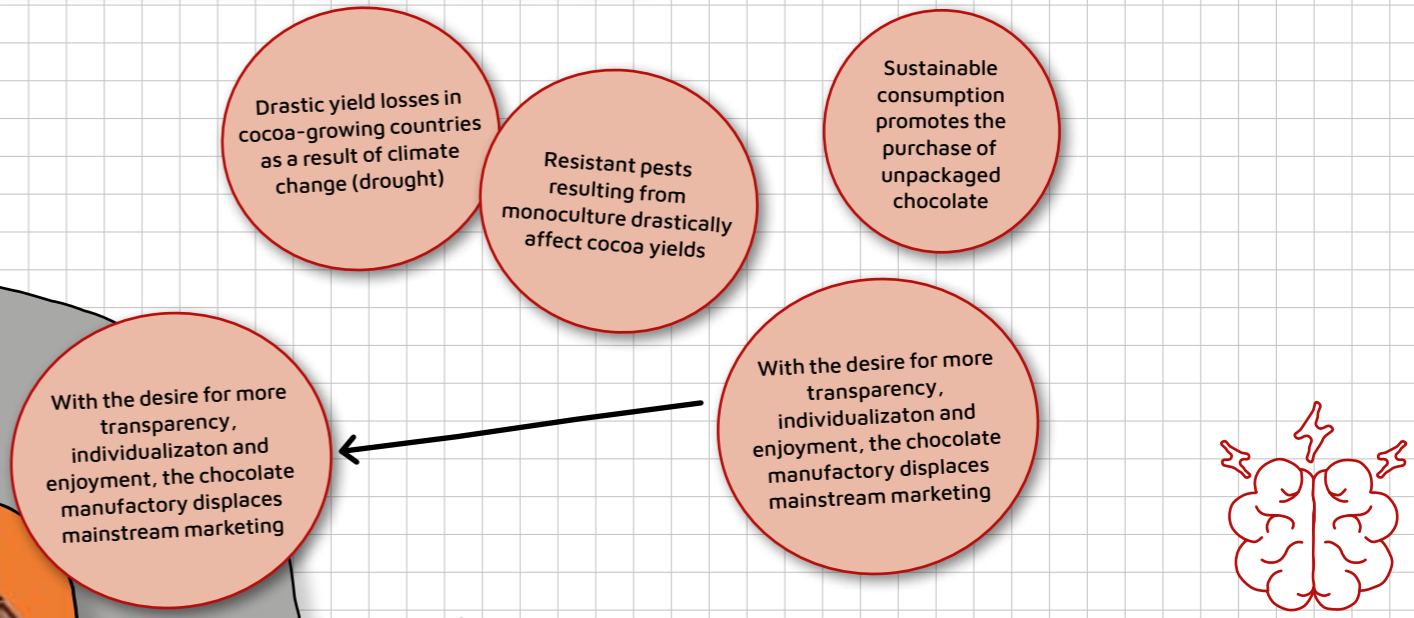 Drastic yield losses in
cocoa-growing countries
as a result of climate
change (drought)
Resistant pests
resulting from
monoculture drastically
affect cocoa yields
Sustainable
consumption
promotes the
purchase of
unpackaged
chocolate
With the desire for more
transparency,
individualizaton and
enjoyment, the chocolate
manufactory displaces
mainstream marketing
With the desire for more
transparency,
individualizaton and
enjoyment, the chocolate
manufactory displaces
mainstream marketing